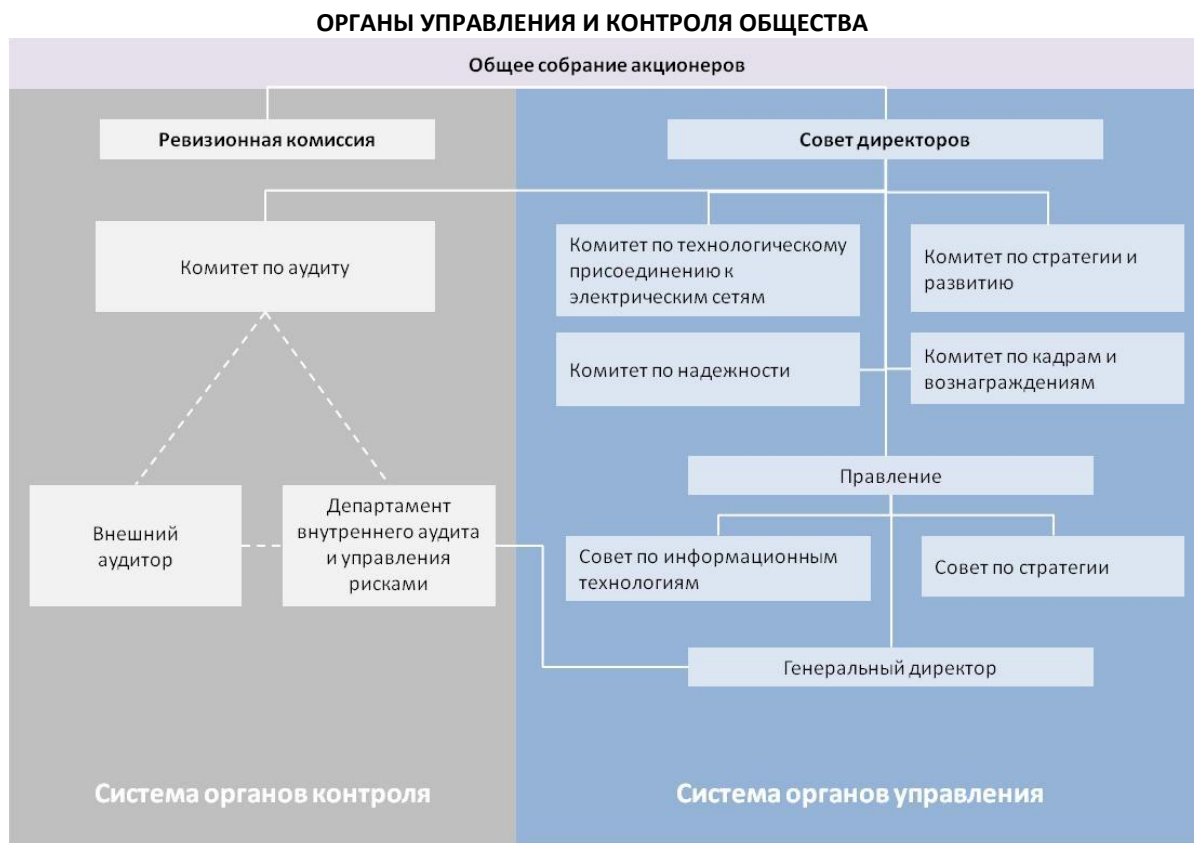 ОРГАНЫ УПРАВЛЕНИЯ И КОНТРОЛЯ ОБЩЕСТВА
Общее собрание акционеров
Ревизионная комиссия
Совет директоров
Комитет по аудиту
Комитет по технологическому
присоединению к
электрическим сетям
Комитет по стратегии и
развитию
Комитет по надежности
Комитет по кадрам и
вознаграждениям
Правление
Внешний
аудитор
Департамент
внутреннего аудита
и управления
рисками
Совет по информационным
технологиям
Совет по стратегии
Генеральный директор
Система органов контроля
Система органов управления